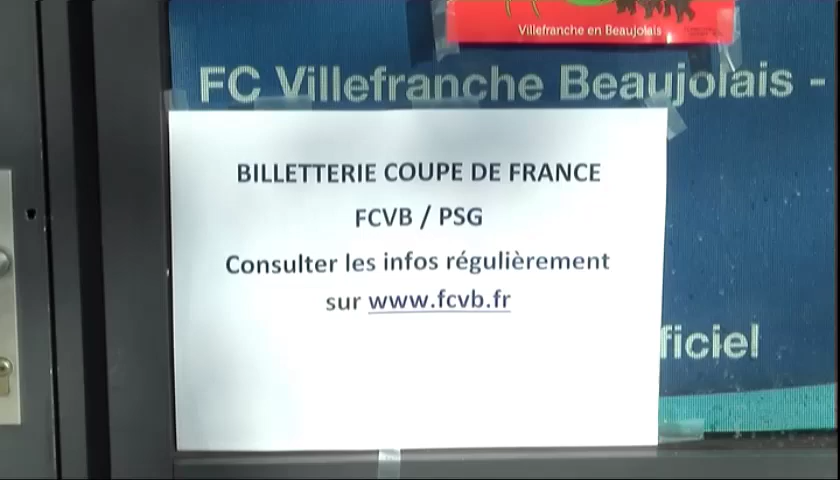 Villefranche en Beaujolais
FC Villefranche Beaujolais -
BILLETTERIE COUPE DE FRANCE
FCVB / PSG
Consulter les infos régulièrement
sur www.fcvb.fr
ficiel